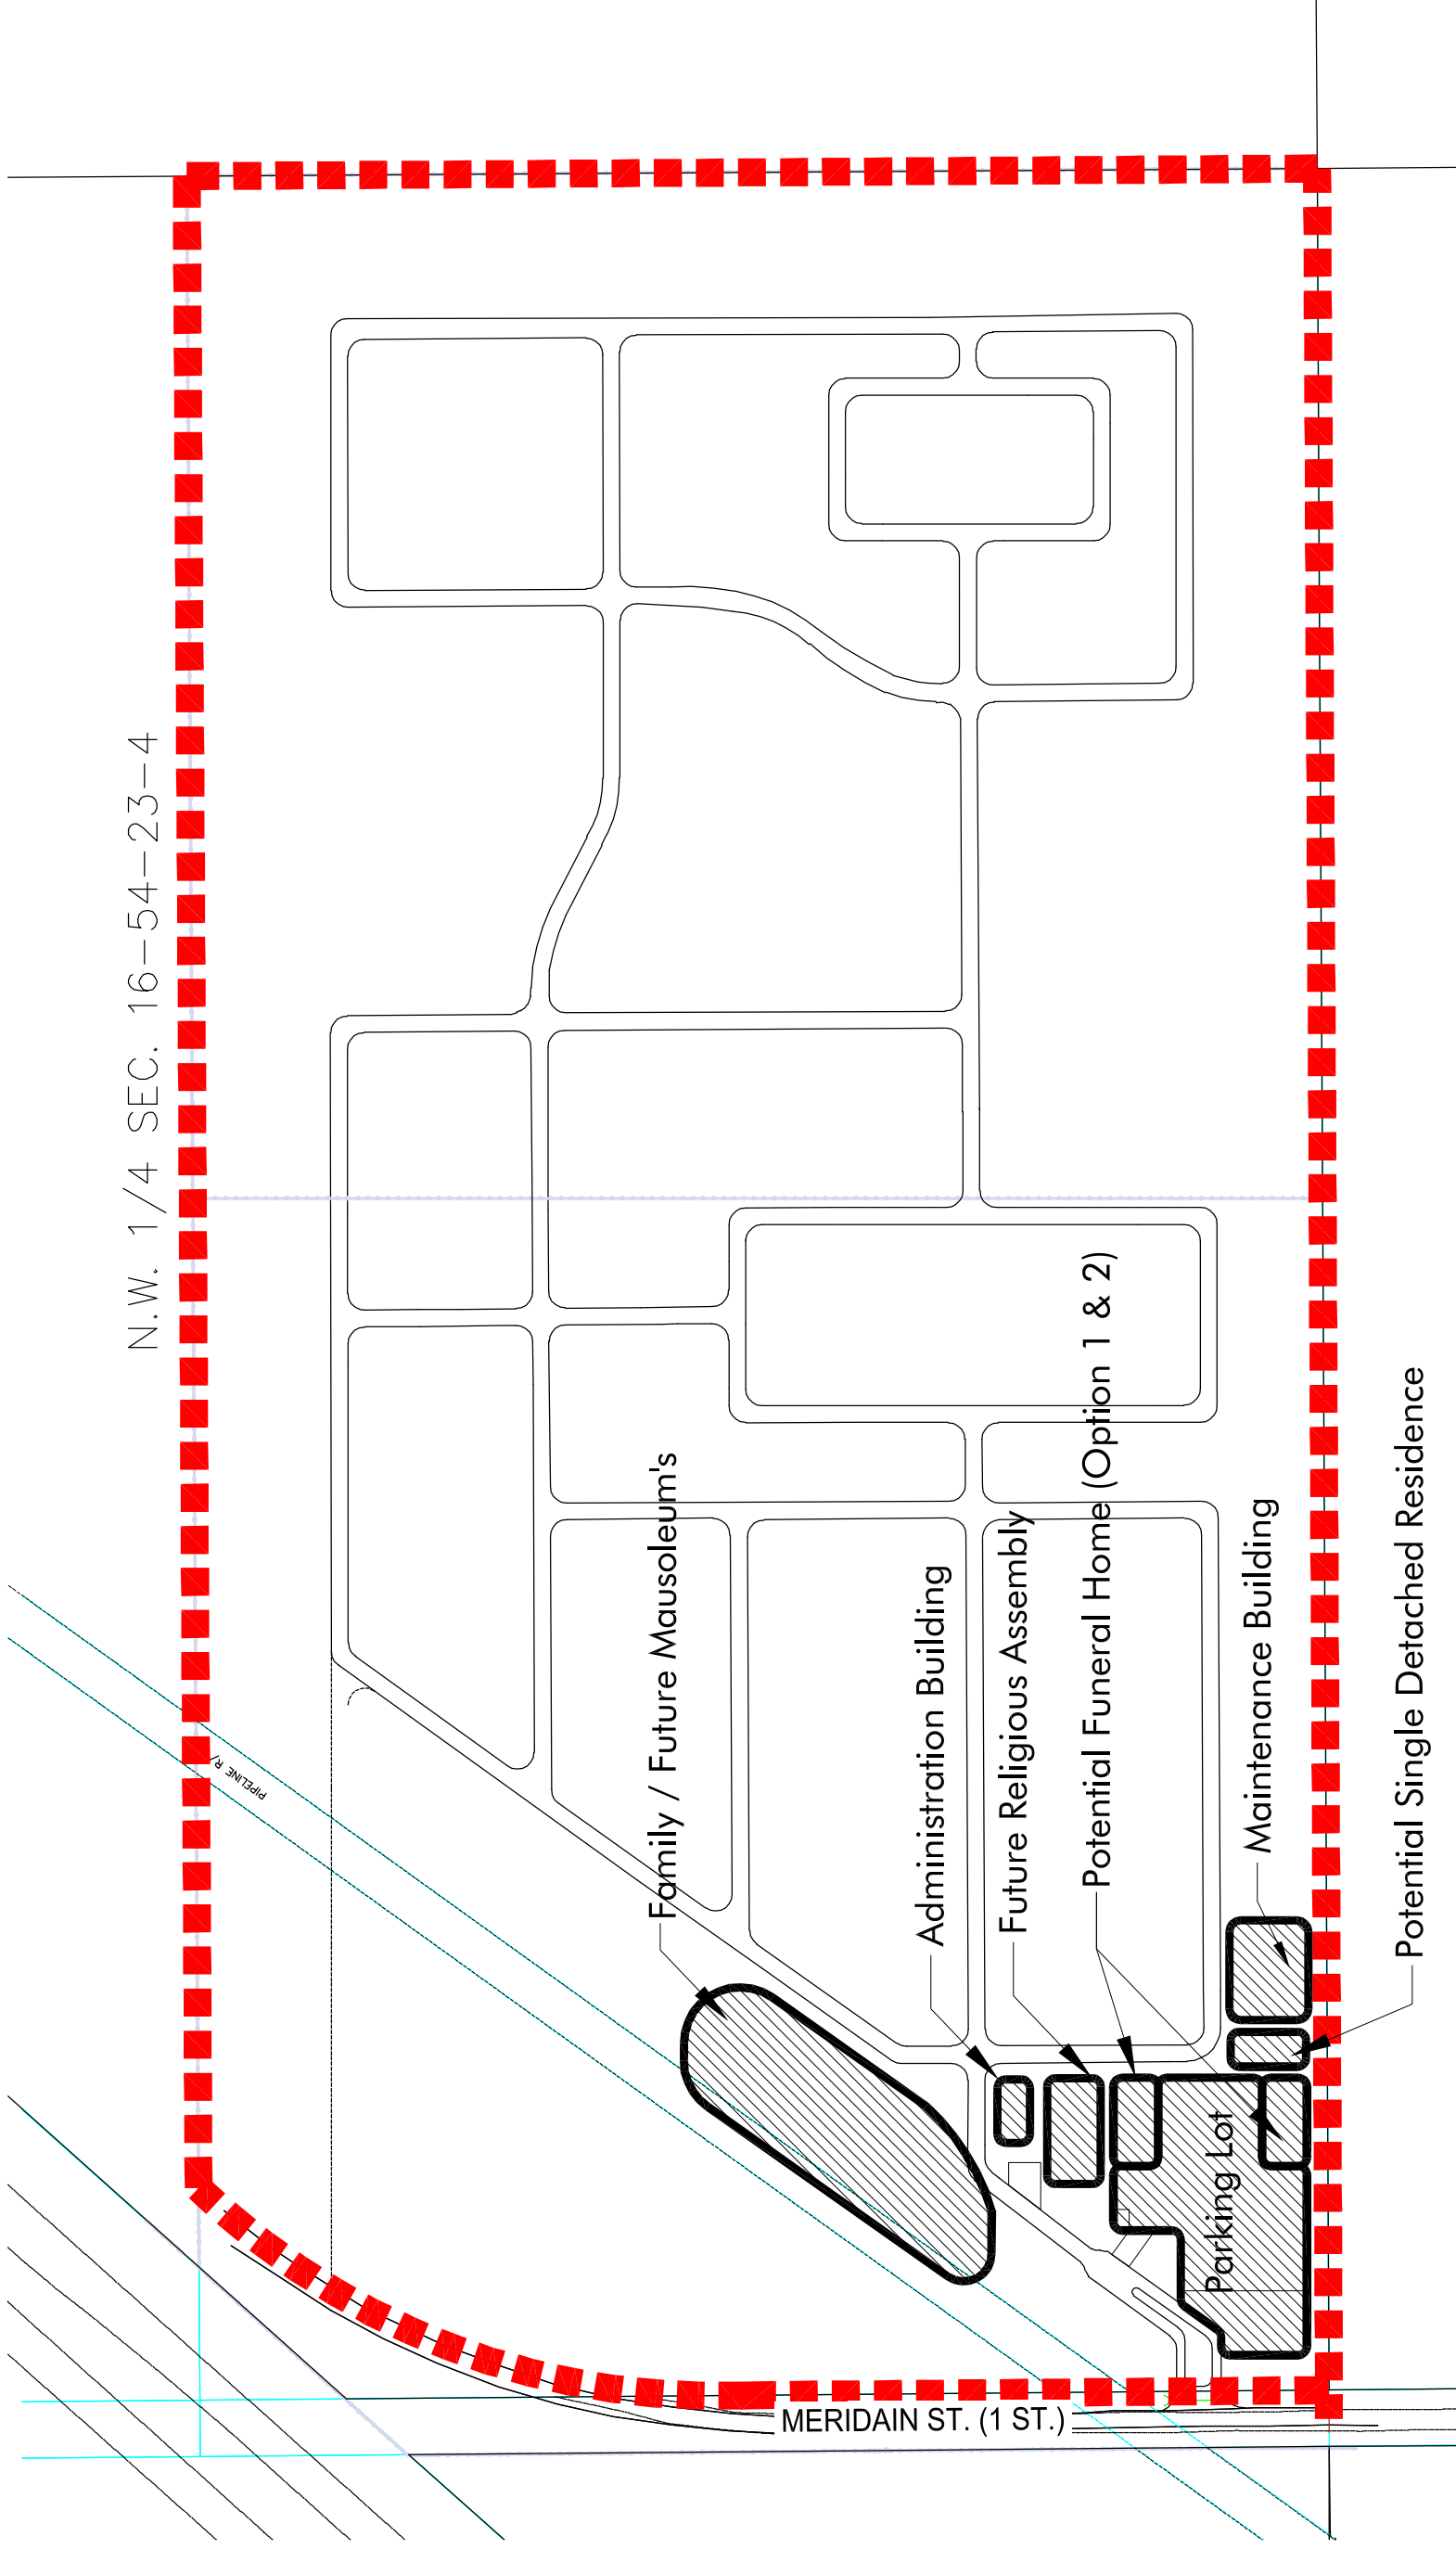 N.W. 1/4 SEC. 16-54-23-4
PIPELINE R/
Family / Future Mausoleum's
Administration Building
Future Religious Assembly
Potential Funeral Home (Option 1 & 2)
Maintenance Building
Potential Single Detached Residence
Parking Lot
MERIDAIN ST. (1 ST.)